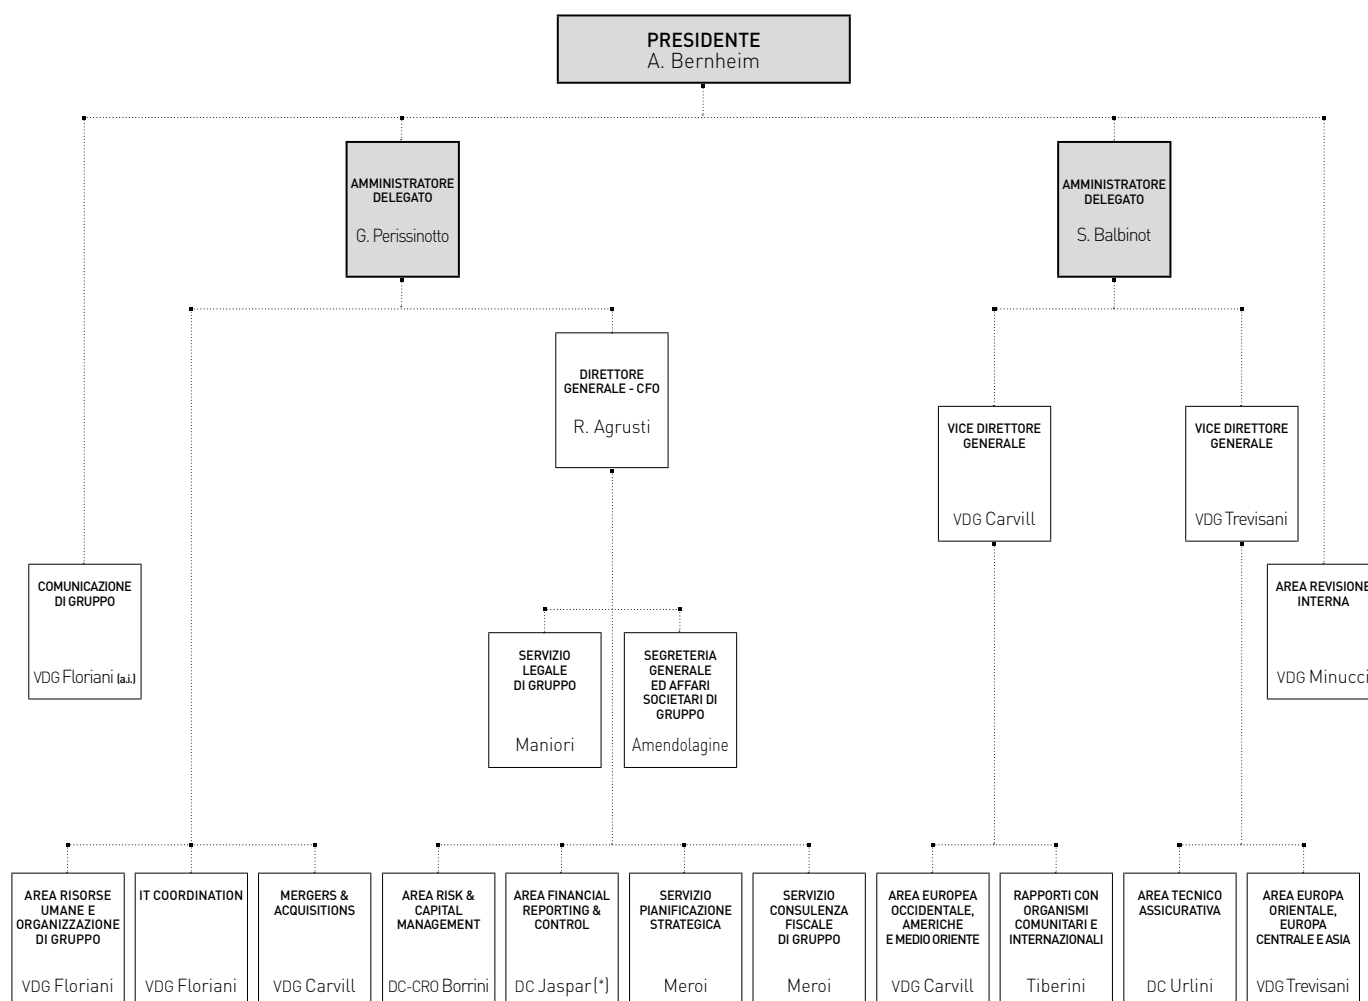 PRESIDENTE
A. Bernheim
AMMINISTRATORE
DELEGATO
G. Perissinotto
AMMINISTRATORE
DELEGATO
S. Balbinot
DIRETTORE
GENERALE - CFO
R. Agrusti
VICE DIRETTORE
GENERALE
VDG Carvill
VICE DIRETTORE
GENERALE
VDG Trevisani
COMUNICAZIONE
DI GRUPPO
VDG Floriani (a.i.)
AREA REVISIONE
INTERNA
VDG Minucci
SERVIZIO
LEGALE
DI GRUPPO
Maniori
SEGRETERIA
GENERALE
ED AFFARI
SOCIETARI DI
GRUPPO
Amendolagine
AREA RISORSE
UMANE E
ORGANIZZAZIONE
DI GRUPPO
VDG Floriani
IT COORDINATION
VDG Floriani
MERGERS &
ACQUISITIONS
VDG Carvill
AREA RISK &
CAPITAL
MANAGEMENT
DC-CRO Borrini
AREA FINANCIAL
REPORTING &
CONTROL
DC Jaspar (*)
SERVIZIO
PIANIFICAZIONE
STRATEGICA
Meroi
SERVIZIO
CONSULENZA
FISCALE
DI GRUPPO
Meroi
AREA EUROPEA
OCCIDENTALE,
AMERICHE
E MEDIO ORIENTE
VDG Carvill
RAPPORTI CON
ORGANISMI
COMUNITARI E
INTERNAZIONALI
Tiberini
AREA TECNICO
ASSICURATIVA
DC Urlini
AREA EUROPA
ORIENTALE,
EUROPA
CENTRALE E ASIA
VDG Trevisani